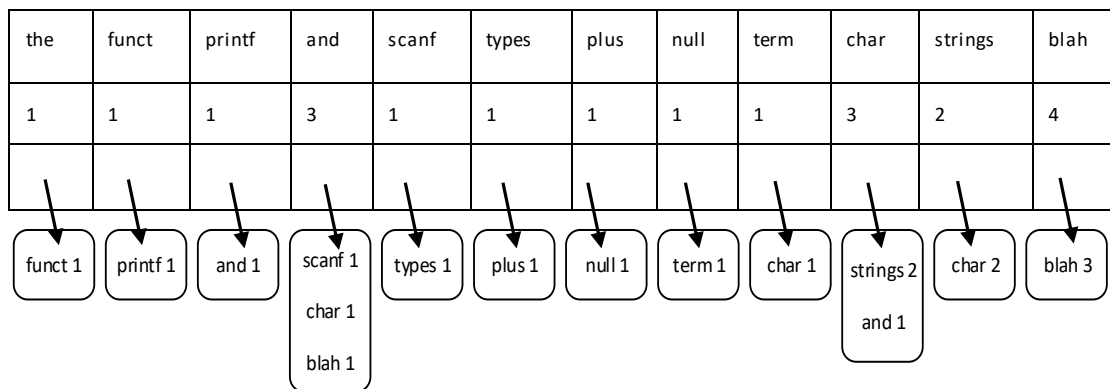 the funct printf and scanf types plus null term char strings blah
1 1 1 3 1 1 1 1 1 3 2 4
funct 1 printf 1 and 1 scanf 1 types 1 plus 1 null 1 term 1 char 1 strings 2 char 2 blah 3
char 1 and 1
blah 1